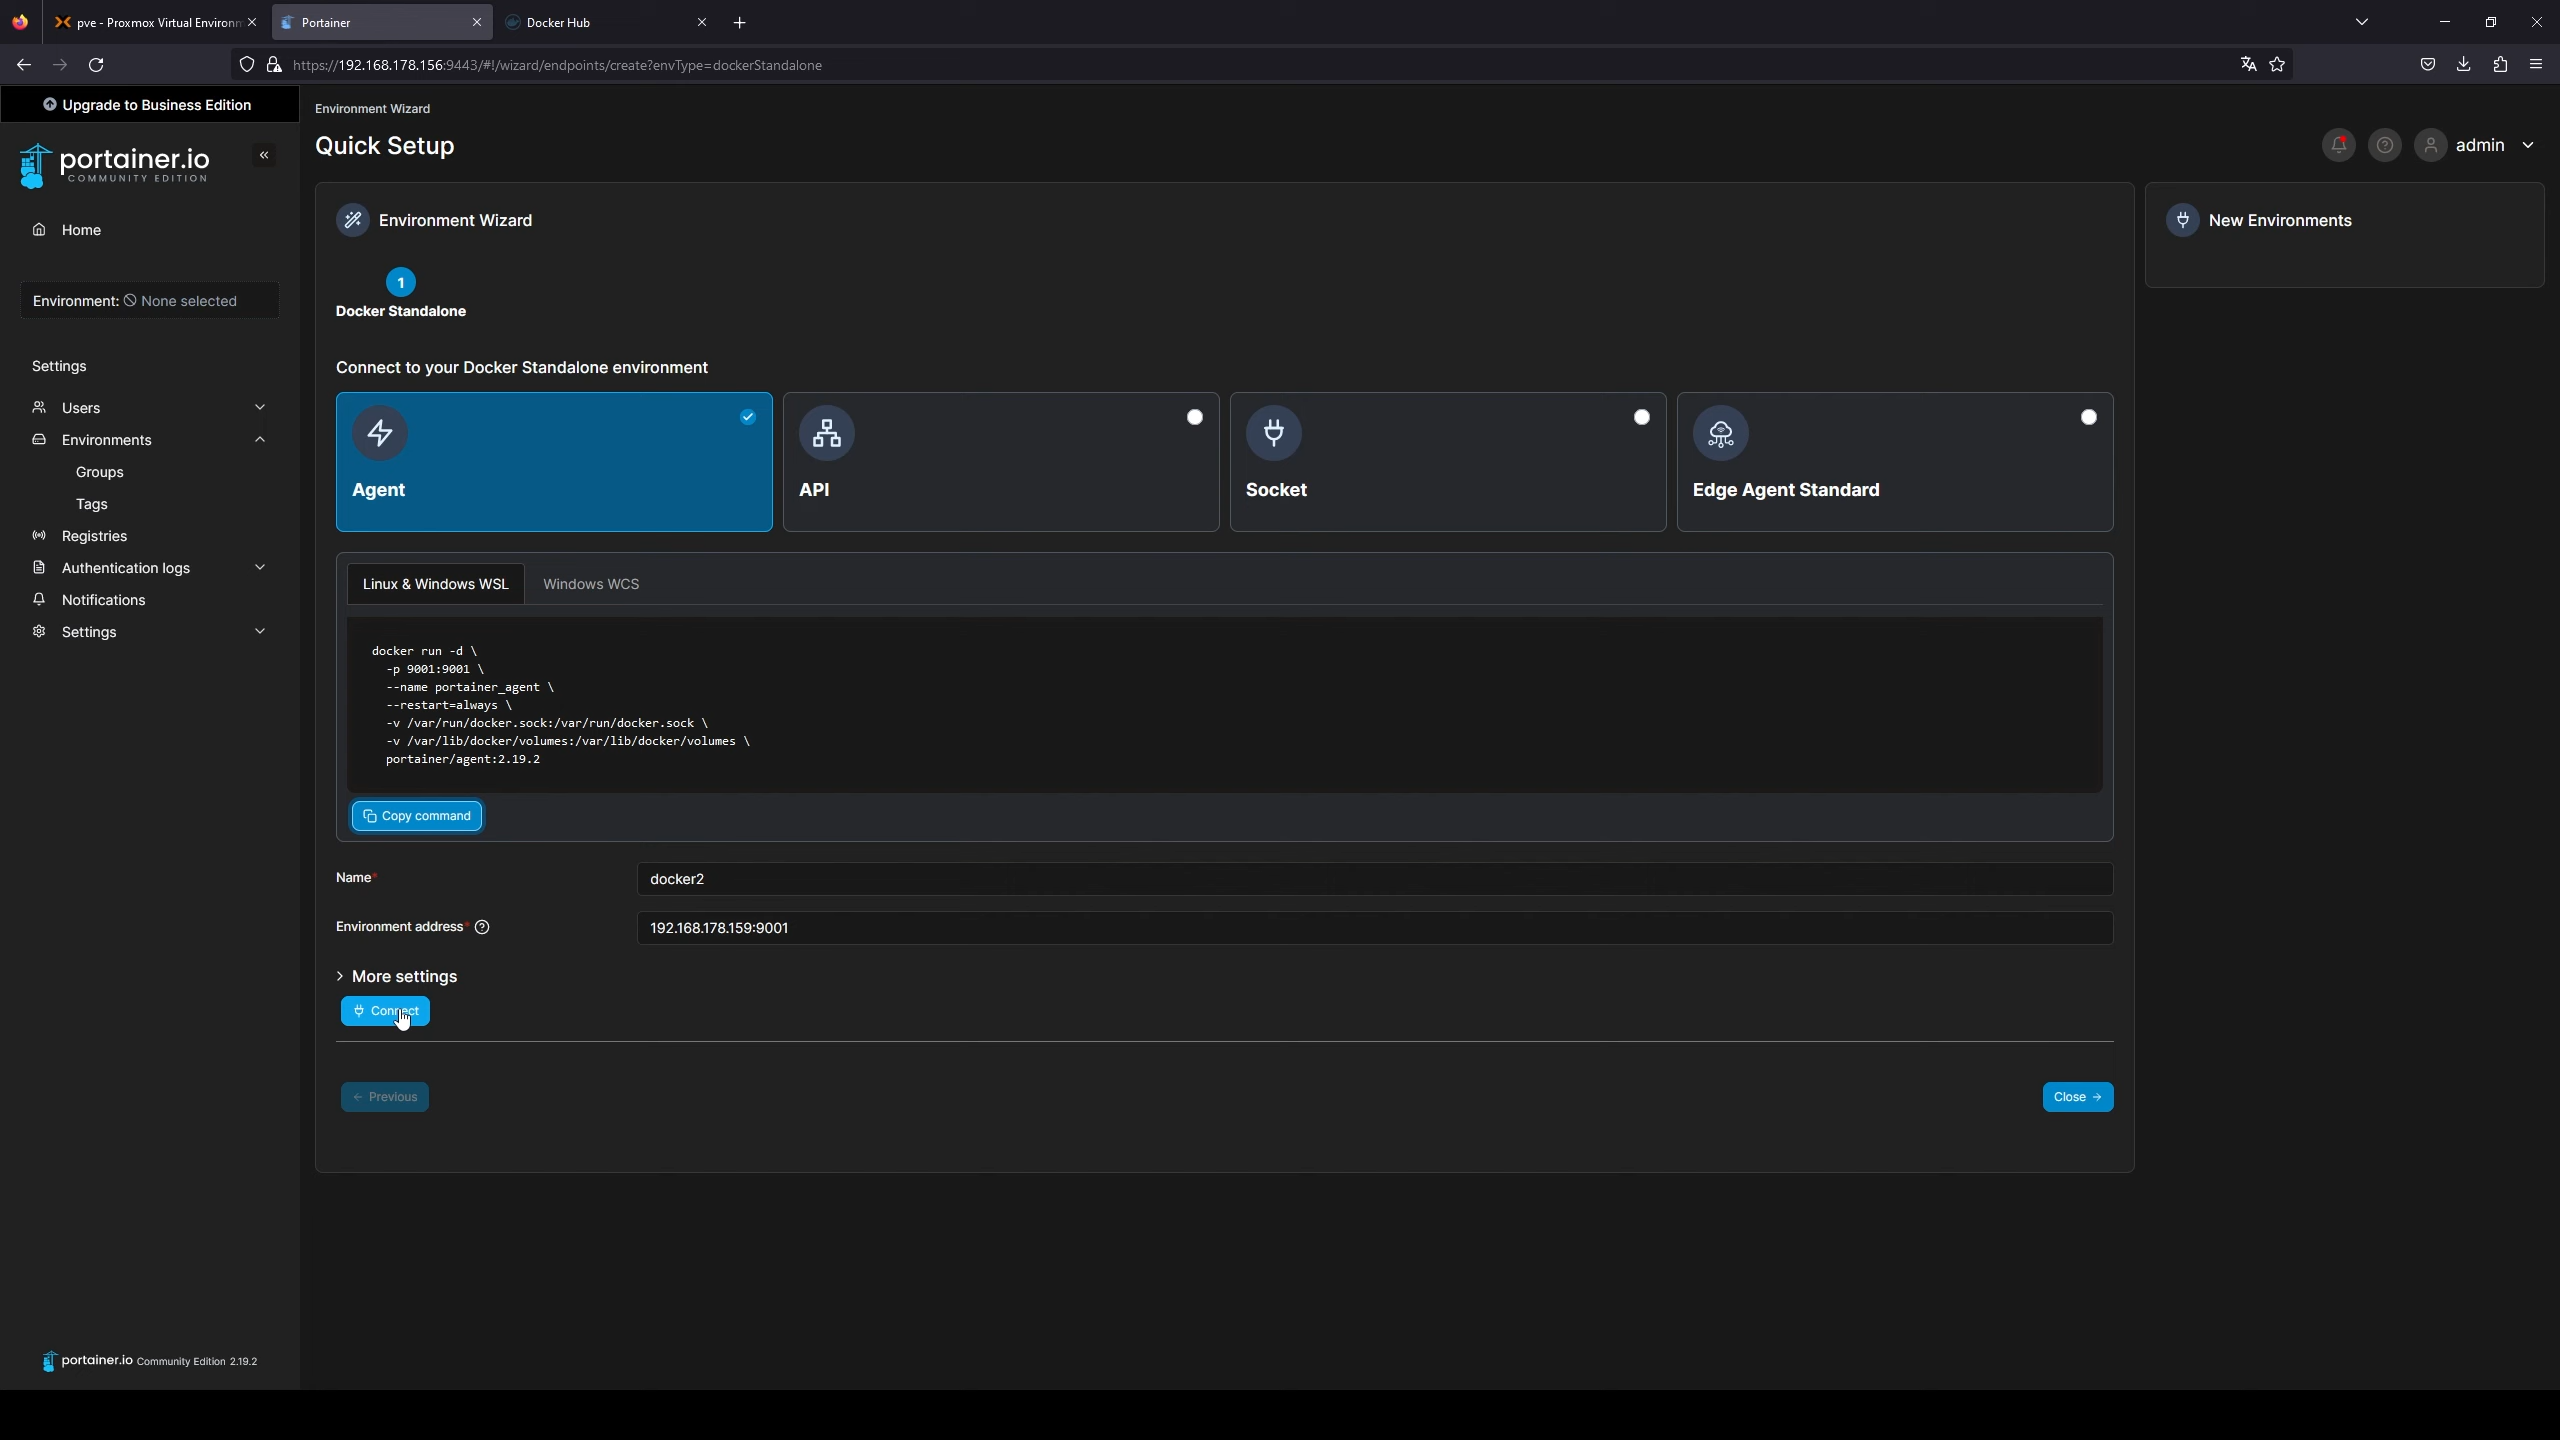 pve - Proxmox Virtual Environm
Portainer
Docker Hub
https://192.168.178.156:9443/#!/wizard/endpoints/create?envType=dockerStandalone
Upgrade to Business Edition
portainer.io
COMMUNITY EDITION
Home
Environment: None selected
Settings
Users
Environments
Groups
Tags
Registries
Authentication logs
Notifications
Settings
portainer.io Community Edition 2.19.2
Environment Wizard
Quick Setup
admin
Environment Wizard
1
Docker Standalone
Connect to your Docker Standalone environment
Agent
API
Socket
Edge Agent Standard
Linux & Windows WSL
Windows WCS
docker run -d \
-p 9001:9001 \
--name portainer_agent \
--restart=always \
-v /var/run/docker.sock:/var/run/docker.sock \
-v /var/lib/docker/volumes:/var/lib/docker/volumes \
portainer/agent:2.19.2
Copy command
Name*
docker2
Environment address*
192.168.178.159:9001
More settings
Connect
Previous
Close
New Environments